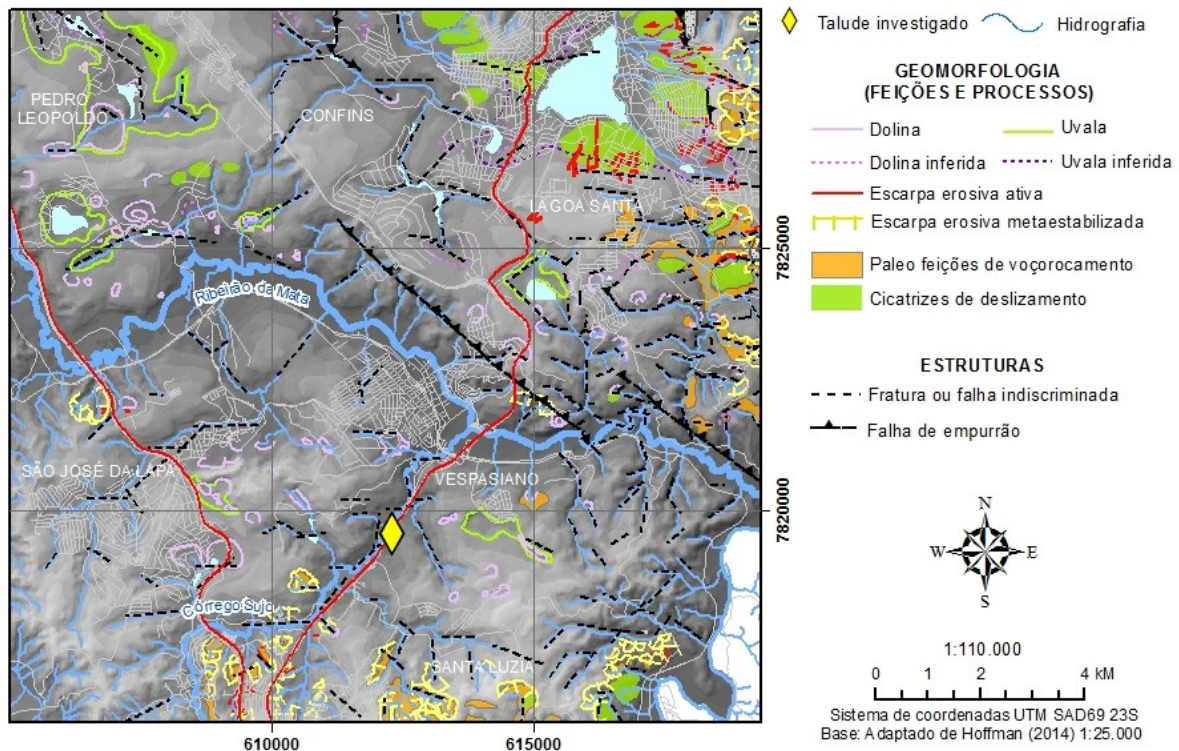 PEDRO
LEOPOLDO
CONFINS
LAGOA SANTA
Ribeirão da Mata
SÃO JOSÉ DA LAPA
VESPASIANO
Córrego Sujo
SANTA LUZIA
610000
615000
7825000
7820000
Talude investigado
Hidrografia
GEOMORFOLOGIA
(FEIÇÕES E PROCESSOS)
Dolina
Uvala
Dolina inferida
Uvala inferida
Escarpa erosiva ativa
Escarpa erosiva metaestabilizada
Paleo feições de voçorocamento
Cicatrizes de deslizamento
ESTRUTURAS
Fratura ou falha indiscriminada
Falha de empurrão
N
W
E
S
1:110.000
0 1 2 4 kM
Sistema de coordenadas UTM SAD69 23S
Base: Adaptado de Hoffman (2014) 1:25.000